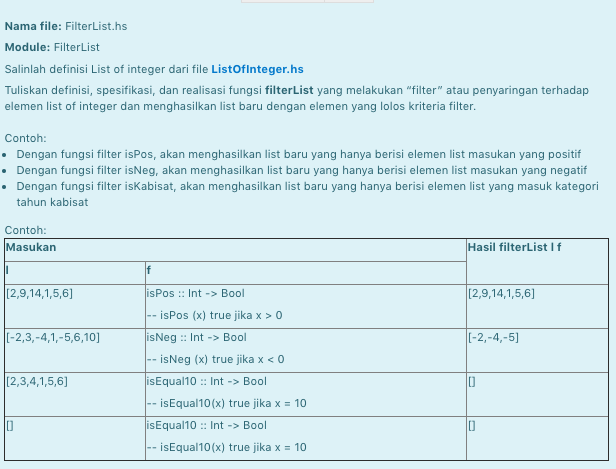 Nama file: FilterList.hs
Module: FilterList
Salinlah definisi List of integer dari file ListOfInteger.hs
Tuliskan definisi, spesifikasi, dan realisasi fungsi filterList yang melakukan “filter” atau penyaringan terhadap
elemen list of integer dan menghasilkan list baru dengan elemen yang lolos kriteria filter.
Contoh:
• Dengan fungsi filter isPos, akan menghasilkan list baru yang hanya berisi elemen list masukan yang positif
• Dengan fungsi filter isNeg, akan menghasilkan list baru yang hanya berisi elemen list masukan yang negatif
• Dengan fungsi filter isKabisat, akan menghasilkan list baru yang hanya berisi elemen list yang masuk kategori
tahun kabisat
Contoh:
Masukan Hasil filterList l f
l f
[2,9,14,1,5,6] isPos :: Int -> Bool [2,9,14,1,5,6]
-- isPos (x) true jika x > 0
[-2,3,-4,1,-5,6,10] isNeg :: Int -> Bool [-2,-4,-5]
-- isNeg (x) true jika x < 0
[2,3,4,1,5,6] isEqual10 :: Int -> Bool []
-- isEqual10(x) true jika x = 10
[] isEqual10 :: Int -> Bool []
-- isEqual10(x) true jika x = 10